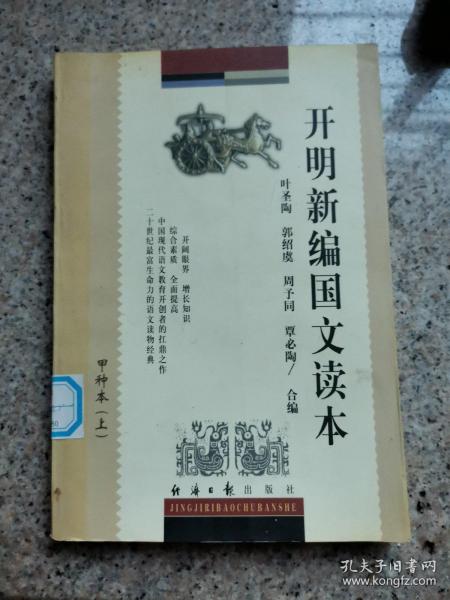 开明新编国文读本
叶圣陶 郭绍虞 周予同 覃必陶/合编
开阔眼界 增长知识
综合素质 全面提高
中国现代语文教育开创者的扛鼎之作
二十世纪最富生命力的语文读物经典
甲种本(上)
经济日报出版社
JINGJIRIBAOCHUBANSHE
孔夫子旧书网
www.kongfz.com